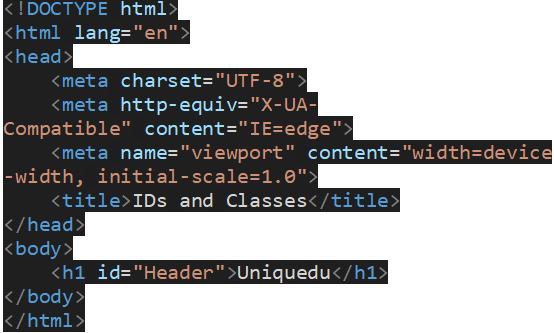 <!DOCTYPE html>
<html lang="en">
<head>
    <meta charset="UTF-8">
    <meta http-equiv="X-UA-
Compatible" content="IE=edge">
    <meta name="viewport" content="width=device
-width, initial-scale=1.0">
    <title>IDs and Classes</title>
</head>
<body>
    <h1 id="Header">Uniquedu</h1>
</body>
</html>